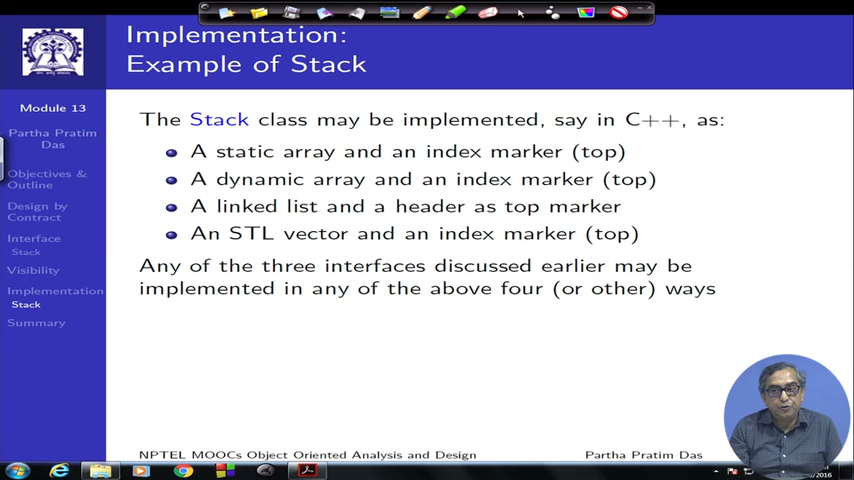 Implementation:
Example of Stack
Module 13
Partha Pratim
Das
Objectives &
Outline
Design by
Contract
Interface
Stack
Visibility
Implementation
Stack
Summary
The Stack class may be implemented, say in C++, as:
A static array and an index marker (top)
A dynamic array and an index marker (top)
A linked list and a header as top marker
An STL vector and an index marker (top)
Any of the three interfaces discussed earlier may be
implemented in any of the above four (or other) ways
NPTEL MOOCs Object Oriented Analysis and Design
Partha Pratim Das